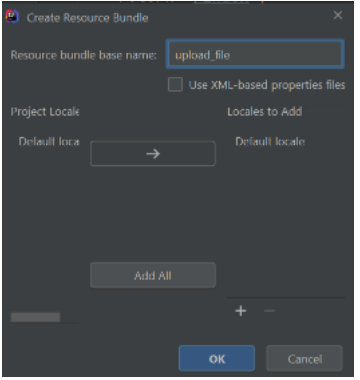 Create Resource Bundle
Resource bundle base name: upload_file
Use XML-based properties files
Project Locale
Locales to Add
Default loca
Default locale
Add All
OK
Cancel